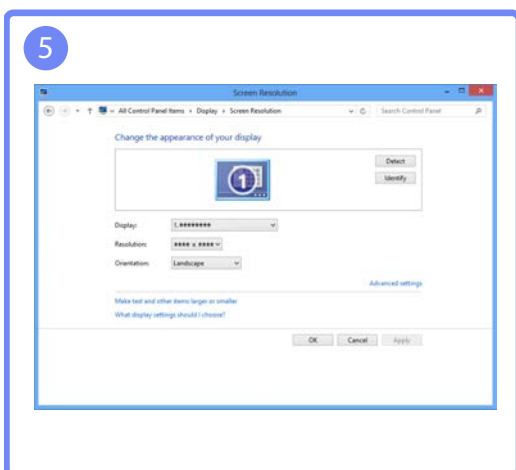 5
Screen Resolution
« All Control Panel Items ▸ Display ▸ Screen Resolution
Search Control Panel
Change the appearance of your display
1
Detect
Identify
Display: 1.********
Resolution: **** x ****
Orientation: Landscape
Advanced settings
Make text and other items larger or smaller
What display settings should I choose?
OK Cancel Apply